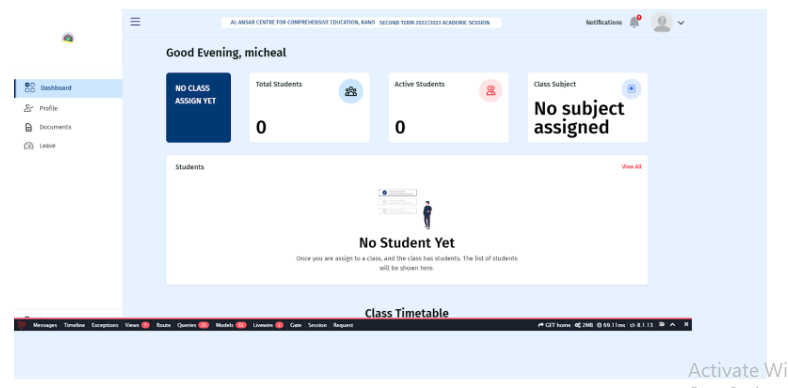 AL-ANSAR CENTRE FOR COMPREHENSIVE EDUCATION, KANO SECOND TERM 2022/2023 ACADEMIC SESSION
Notifications
Good Evening, micheal
Dashboard
Profile
Documents
Leave
NO CLASS
ASSIGN YET
Total Students
0
Active Students
0
Class Subject
No subject
assigned
Students
View All
No Student Yet
Once you are assign to a class, and the class has students. The list of students
will be shown here.
Class Timetable
Messages Timeline Exceptions Views Route Queries Models Livewire Gate Session Request
GET home 2MB 69.11ms 8.1.13
Activate Wi